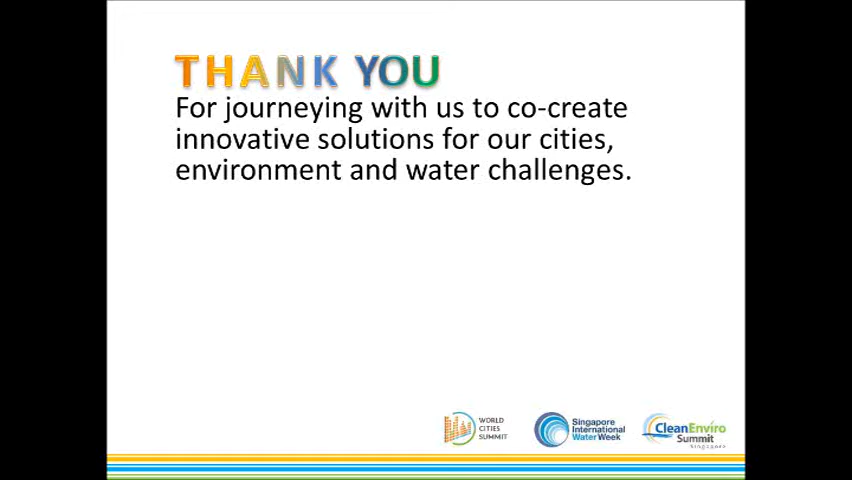 THANK YOU
For journeying with us to co-create
innovative solutions for our cities,
environment and water challenges.
WORLD
CITIES
SUMMIT
Singapore
International
Water Week
CleanEnviro
Summit
Singapore